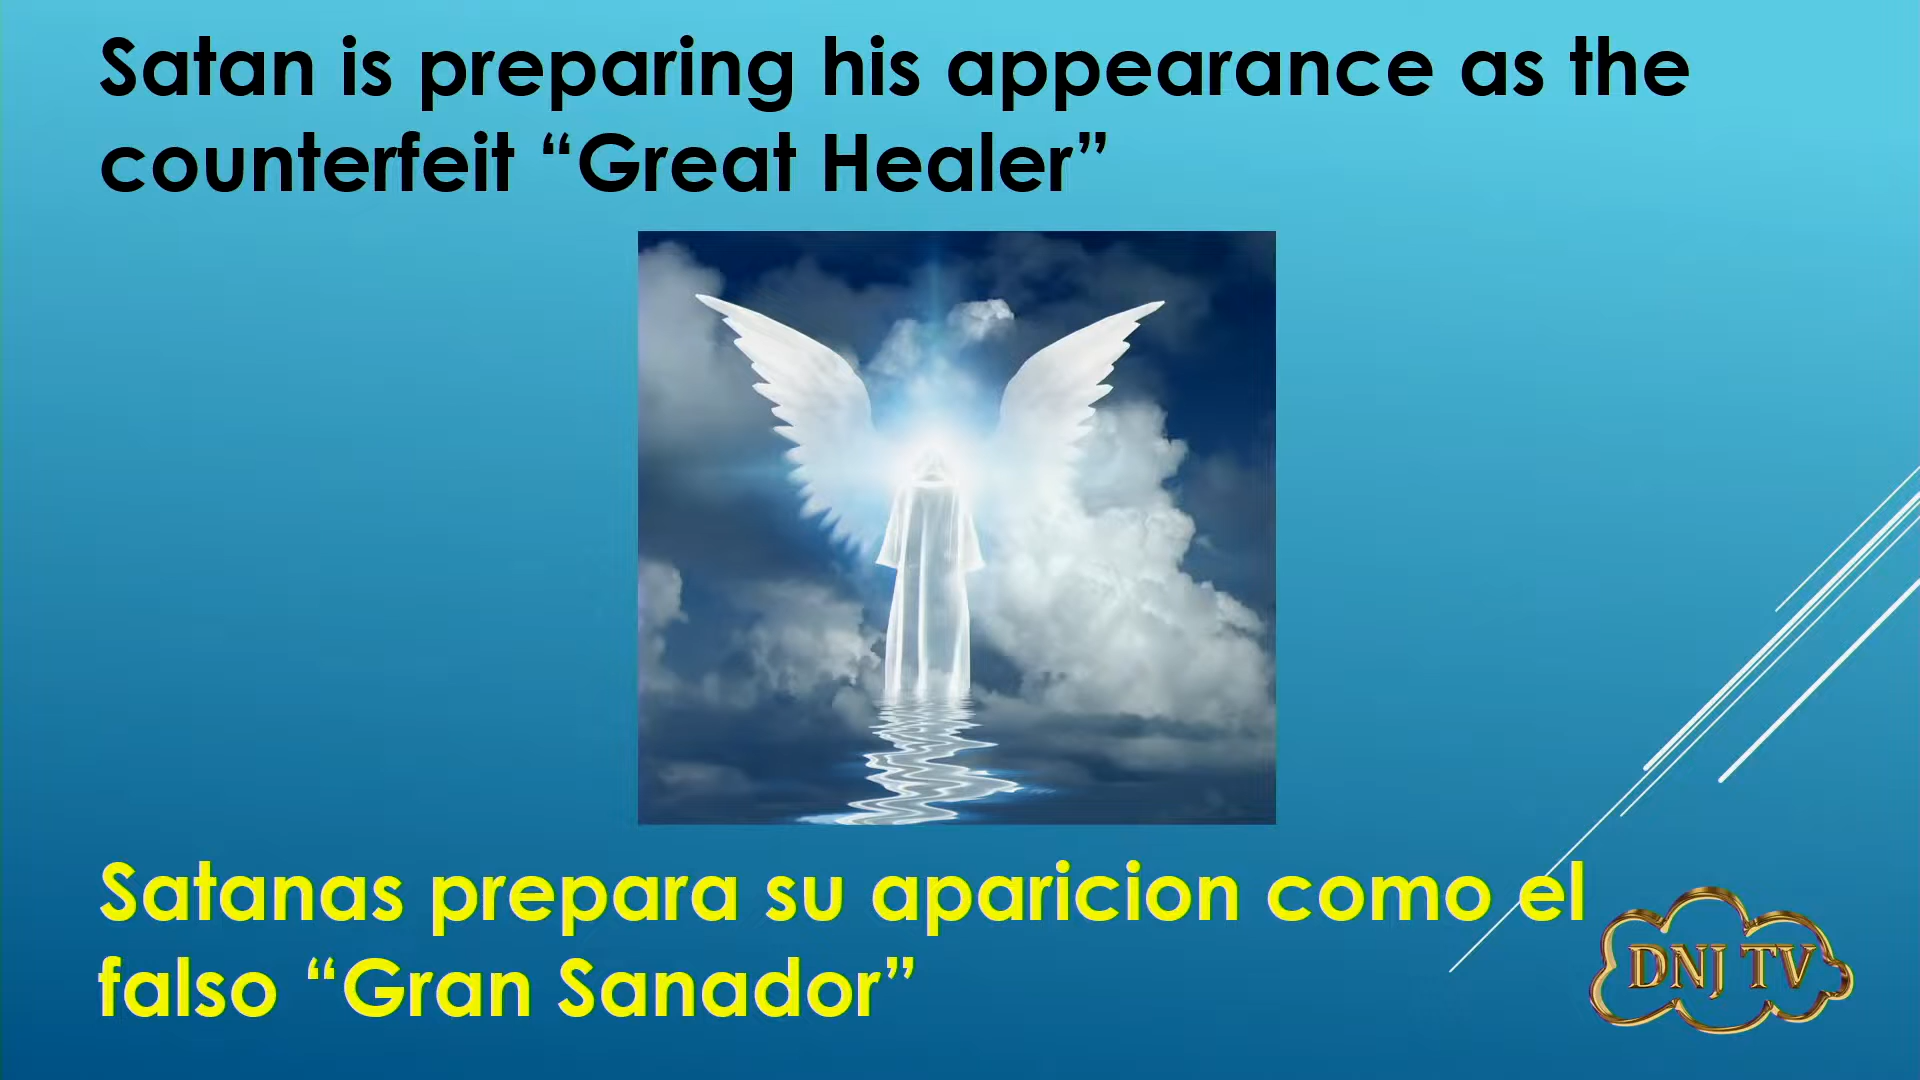 Satan is preparing his appearance as the
counterfeit “Great Healer”
Satanas prepara su aparicion como el
falso “Gran Sanador”
DNJ TV